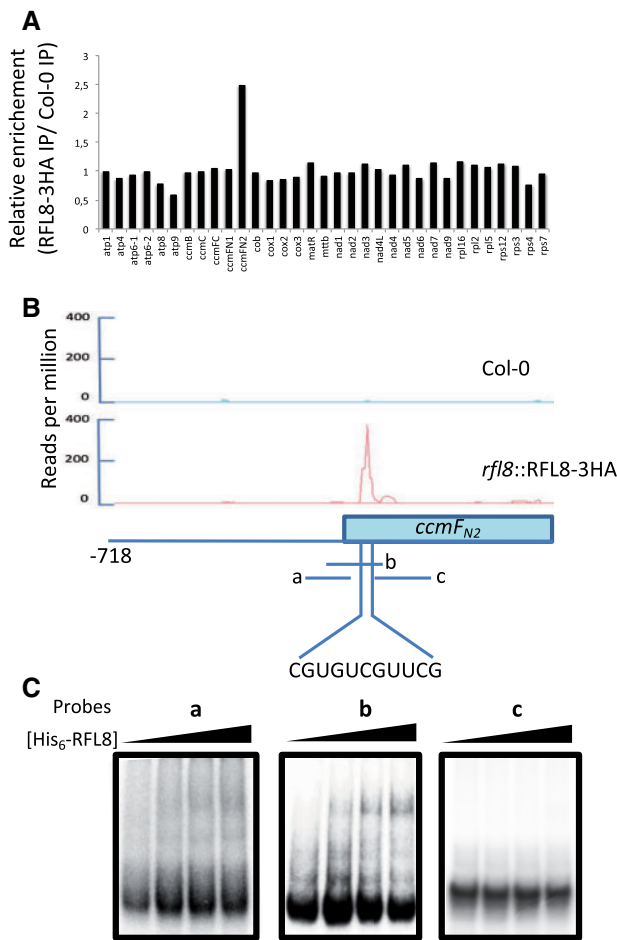 A
Relative enrichement
(RFL8-3HA IP/ Col-0 IP)
3
2,5
2
1,5
1
0,5
0
atp1
atp4
atp6-1
atp6-2
atp8
atp9
ccmB
ccmC
ccmFC
ccmFN1
ccmFN2
cob
cox1
cox2
cox3
matR
mttb
nad1
nad2
nad3
nad4L
nad4
nad5
nad6
nad7
nad9
rpl16
rpl2
rpl5
rps12
rps3
rps4
rps7
B
Reads per million
400
200
0
Col-0
400
200
0
rfl8::RFL8-3HA
ccmFN2
-718
b
a
c
CGUGUCGUUCG
C
Probes
a
b
c
[His6-RFL8]